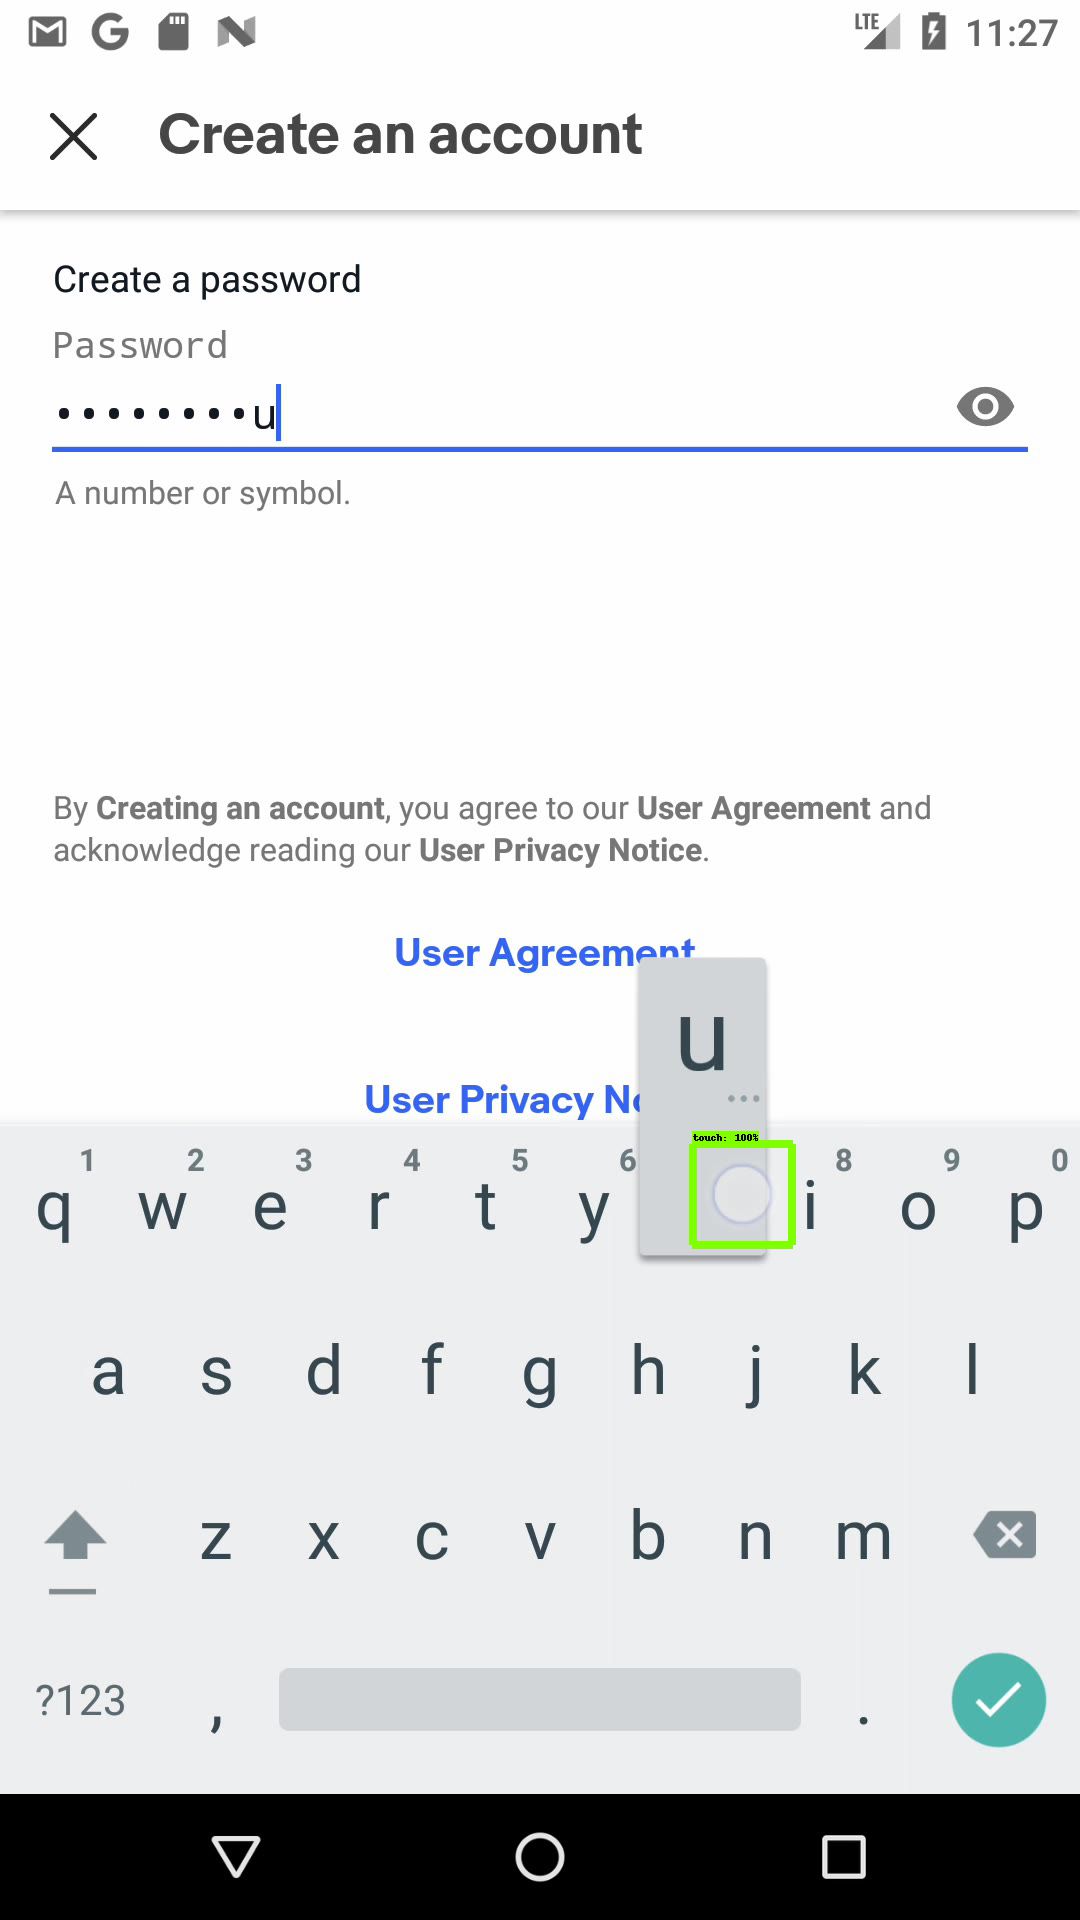 LTE 11:27
Create an account
Create a password
Password
••••••••u
A number or symbol.
By Creating an account, you agree to our User Agreement and
acknowledge reading our User Privacy Notice.
User Agreement
u
User Privacy No
touch: 100%
1 2 3 4 5 6 8 9 0
q w e r t y i o p
a s d f g h j k l
z x c v b n m
?123 , .